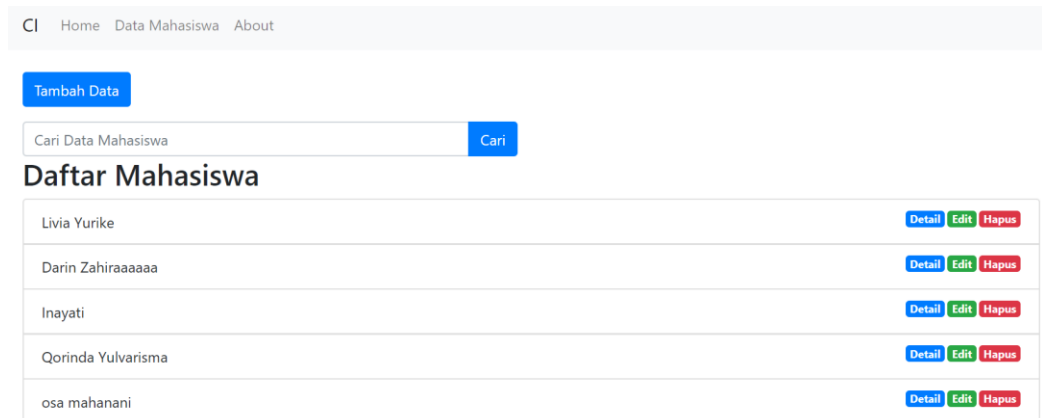 CI Home Data Mahasiswa About
Tambah Data
Cari Data Mahasiswa Cari
Daftar Mahasiswa
Livia Yurike Detail Edit Hapus
Darin Zahiraaaaaa Detail Edit Hapus
Inayati Detail Edit Hapus
Qorinda Yulvarisma Detail Edit Hapus
osa mahanani Detail Edit Hapus